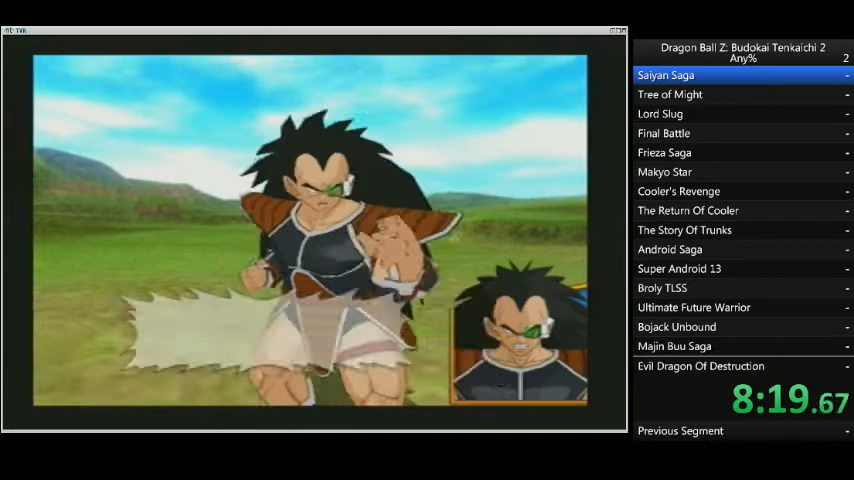 TVR
Dragon Ball Z: Budokai Tenkaichi 2
Any% 2
Saiyan Saga -
Tree of Might -
Lord Slug -
Final Battle -
Frieza Saga -
Makyo Star -
Cooler's Revenge -
The Return Of Cooler -
The Story Of Trunks -
Android Saga -
Super Android 13 -
Broly TLSS -
Ultimate Future Warrior -
Bojack Unbound -
Majin Buu Saga -
Evil Dragon Of Destruction -
8:19.67
Previous Segment -